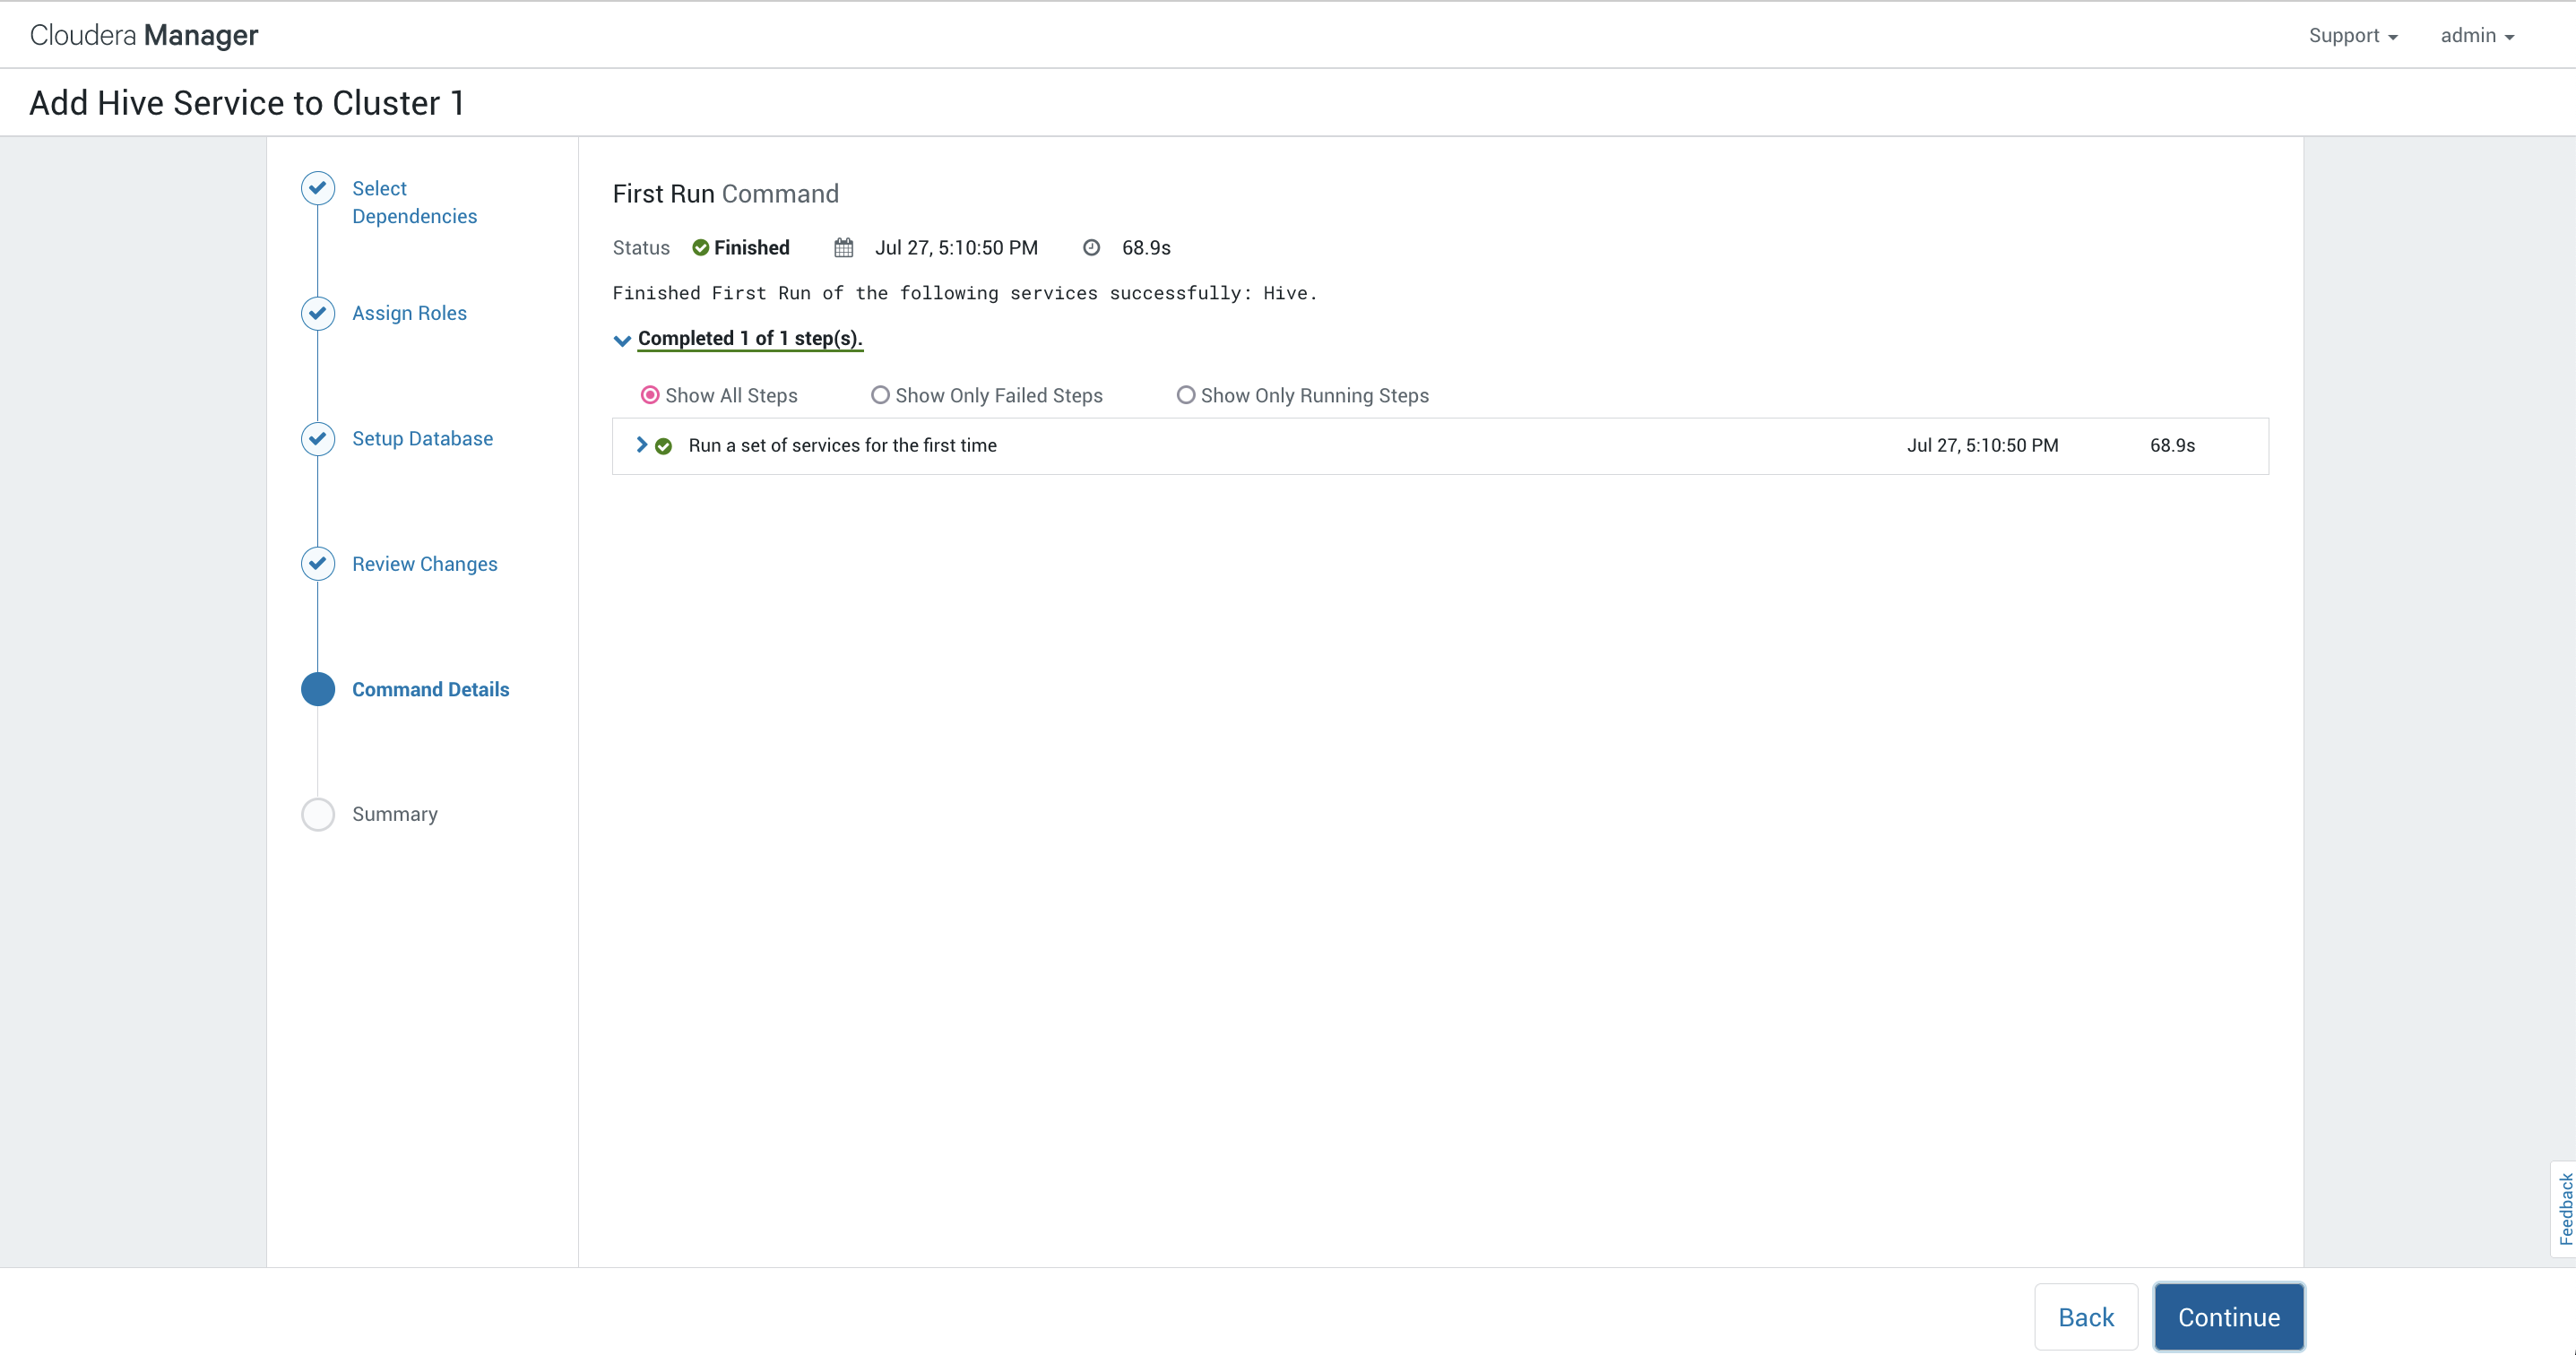 Cloudera Manager
Support
admin
Add Hive Service to Cluster 1
Select
Dependencies
Assign Roles
Setup Database
Review Changes
Command Details
Summary
First Run Command
Status Finished Jul 27, 5:10:50 PM 68.9s
Finished First Run of the following services successfully: Hive.
Completed 1 of 1 step(s).
Show All Steps Show Only Failed Steps Show Only Running Steps
Run a set of services for the first time Jul 27, 5:10:50 PM 68.9s
Feedback
Back
Continue